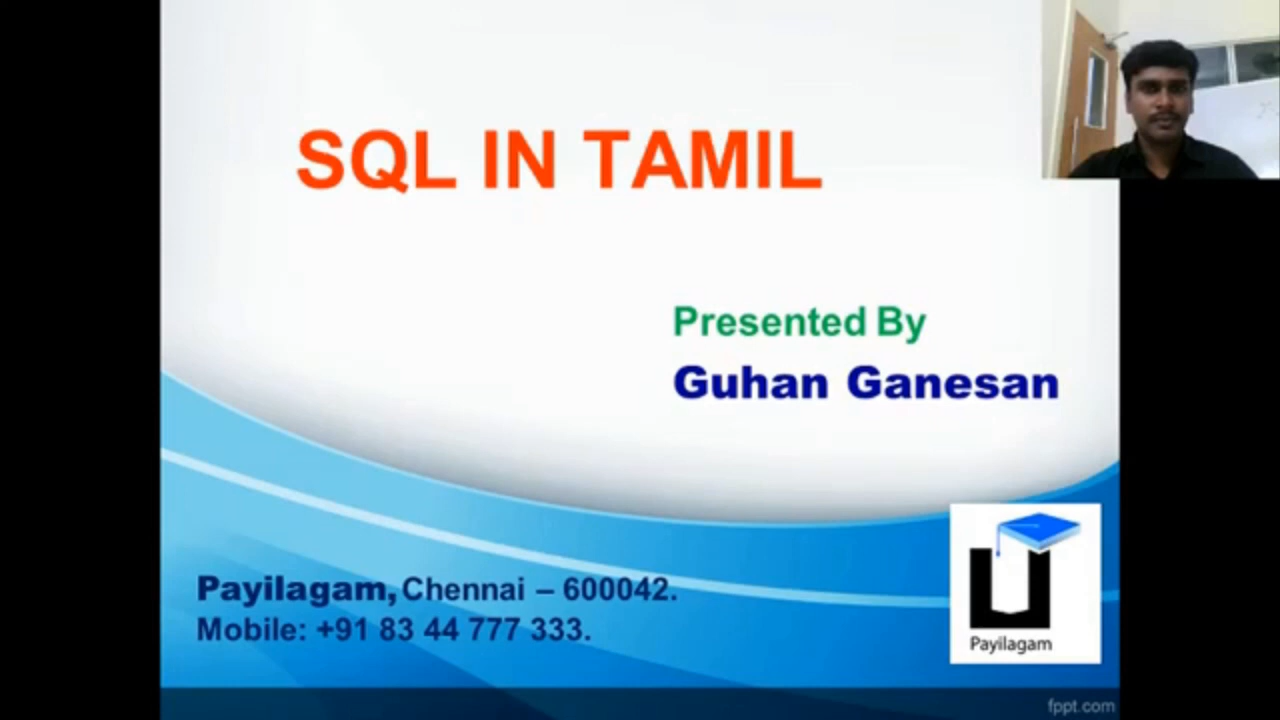 SQL IN TAMIL
Presented By
Guhan Ganesan
Payilagam, Chennai – 600042.
Mobile: +91 83 44 777 333.
Payilagam
fppt.com